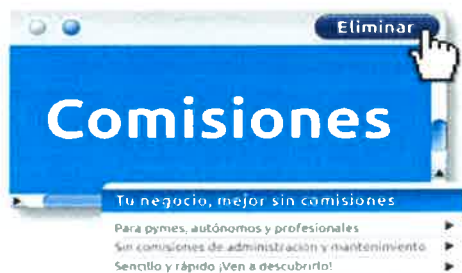 Eliminar
Comisiones
Tu negocio, mejor sin comisiones
Para pymes, autónomos y profesionales
Sin comisiones de administración y mantenimiento
Sencillo y rápido ¡Ven a descubrirlo!